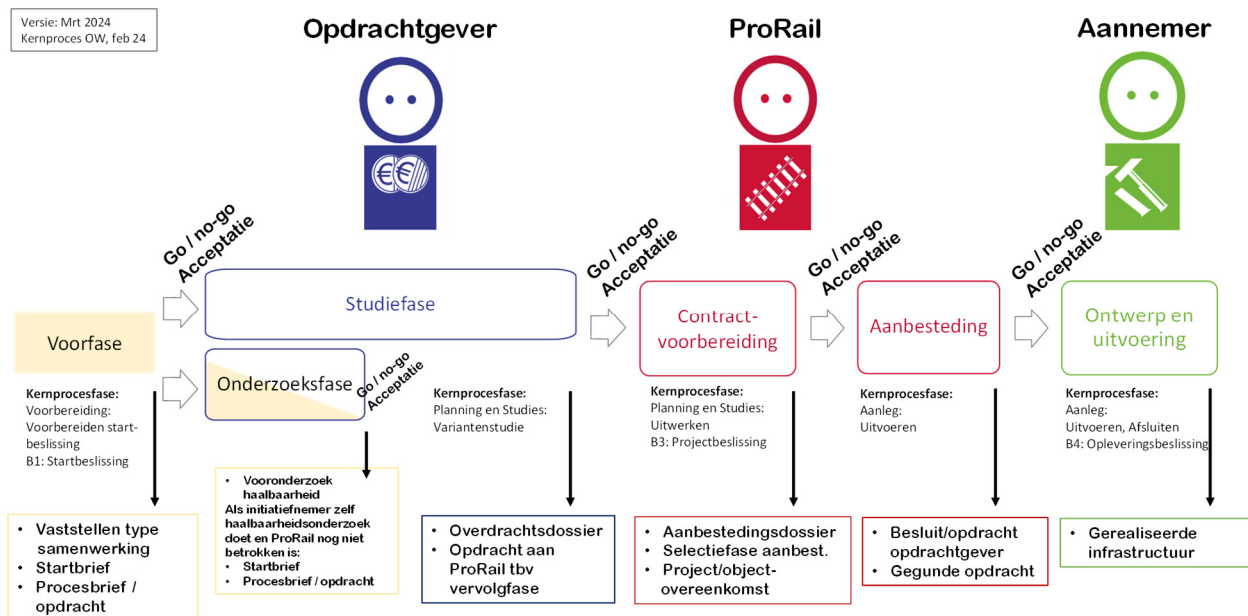 Versie: Mrt 2024
Kernproces OW, feb 24
Opdrachtgever
ProRail
Aannemer
Go / no-go
Acceptatie
Go / no-go
Acceptatie
Go / no-go
Acceptatie
Go / no-go
Acceptatie
Voorfase
Studiefase
Contract-
voorbereiding
Aanbesteding
Ontwerp en
uitvoering
Onderzoeksfase
Go / no-go
Acceptatie
Kernprocesfase:
Voorbereiding:
Voorbereiden start-
beslissing
B1: Startbeslissing
Kernprocesfase:
Planning en Studies:
Variantenstudie
Kernprocesfase:
Planning en Studies:
Uitwerken
B3: Projectbeslissing
Kernprocesfase:
Aanleg:
Uitvoeren
Kernprocesfase:
Aanleg:
Uitvoeren, Afsluiten
B4: Opleveringsbeslissing
• Vaststellen type
samenwerking
• Startbrief
• Procesbrief /
opdracht
• Vooronderzoek
haalbaarheid
Als initiatiefnemer zelf
haalbaarheidsonderzoek
doet en ProRail nog niet
betrokken is:
• Startbrief
• Procesbrief / opdracht
• Overdrachtsdossier
• Opdracht aan
ProRail tbv
vervolgfase
• Aanbestedingsdossier
• Selectiefase aanbest.
• Project/object-
overeenkomst
• Besluit/opdracht
opdrachtgever
• Gegunde opdracht
• Gerealiseerde
infrastructuur